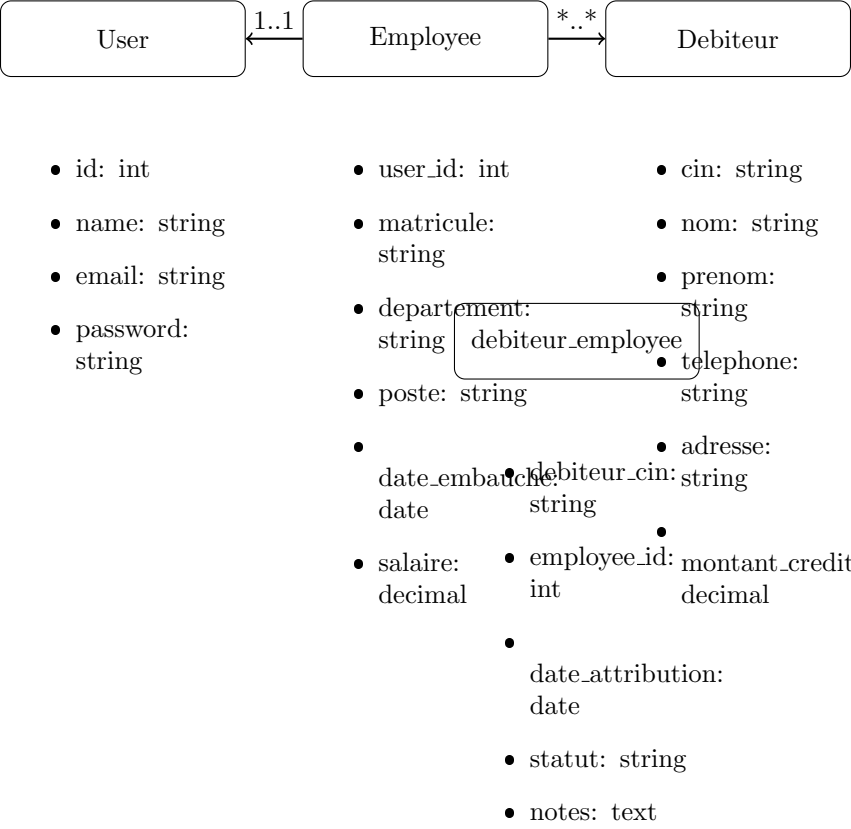 User
1..1
Employee
*..*
Debiteur
id: int
name: string
email: string
password:
string
user_id: int
matricule:
string
departement:
string
poste: string
date_embauche:
date
salaire:
decimal
cin: string
nom: string
prenom:
string
telephone:
string
adresse:
string
montant_credit
decimal
debiteur_employee
debiteur_cin:
string
employee_id:
int
date_attribution:
date
statut: string
notes: text